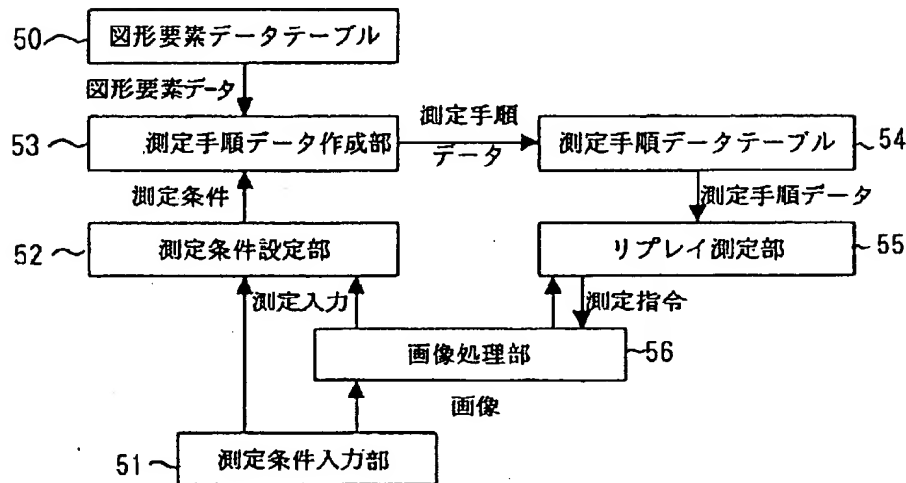 50
図形要素データテーブル
図形要素データ
53
測定手順データ作成部
測定手順
データ
測定手順データテーブル
54
測定条件
測定手順データ
52
測定条件設定部
リプレイ測定部
55
測定入力
測定指令
画像処理部
56
画像
51
測定条件入力部